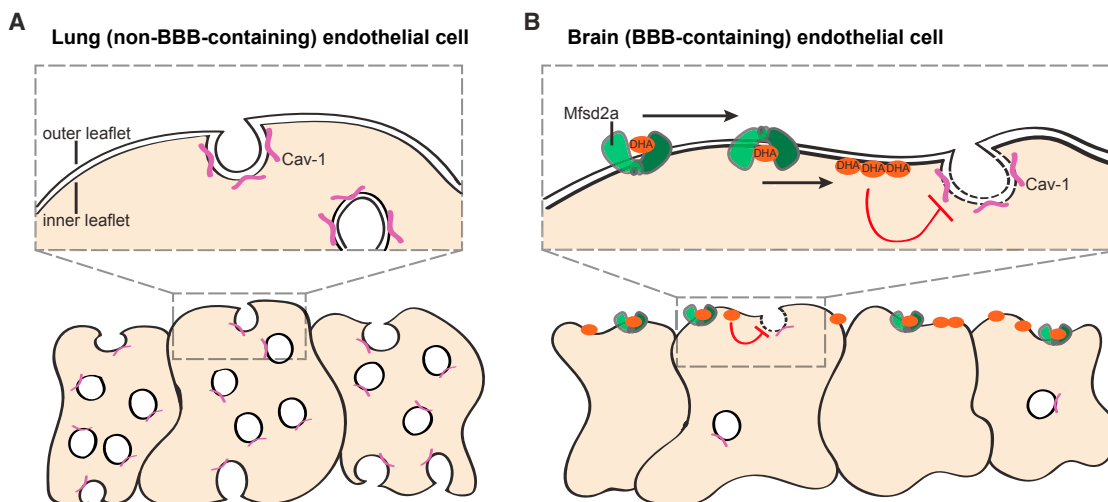 A
Lung (non-BBB-containing) endothelial cell
outer leaflet
Cav-1
inner leaflet
B
Brain (BBB-containing) endothelial cell
Mfsd2a
DHA
DHA
DHA DHA DHA
Cav-1